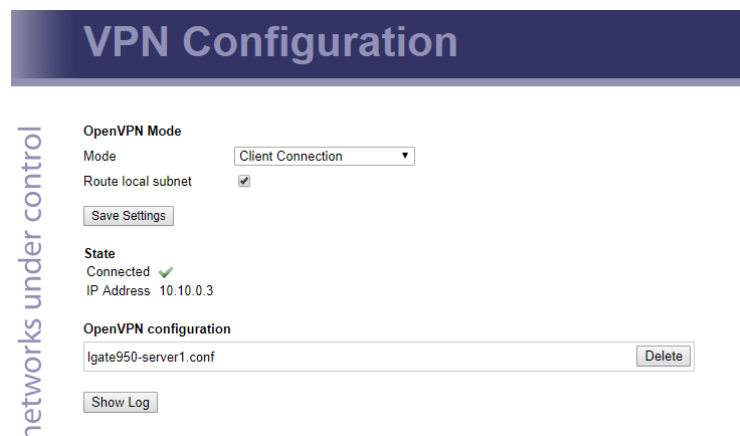 VPN Configuration
networks under control
OpenVPN Mode
Mode Client Connection
Route local subnet
Save Settings
State
Connected
IP Address 10.10.0.3
OpenVPN configuration
lgate950-server1.conf Delete
Show Log